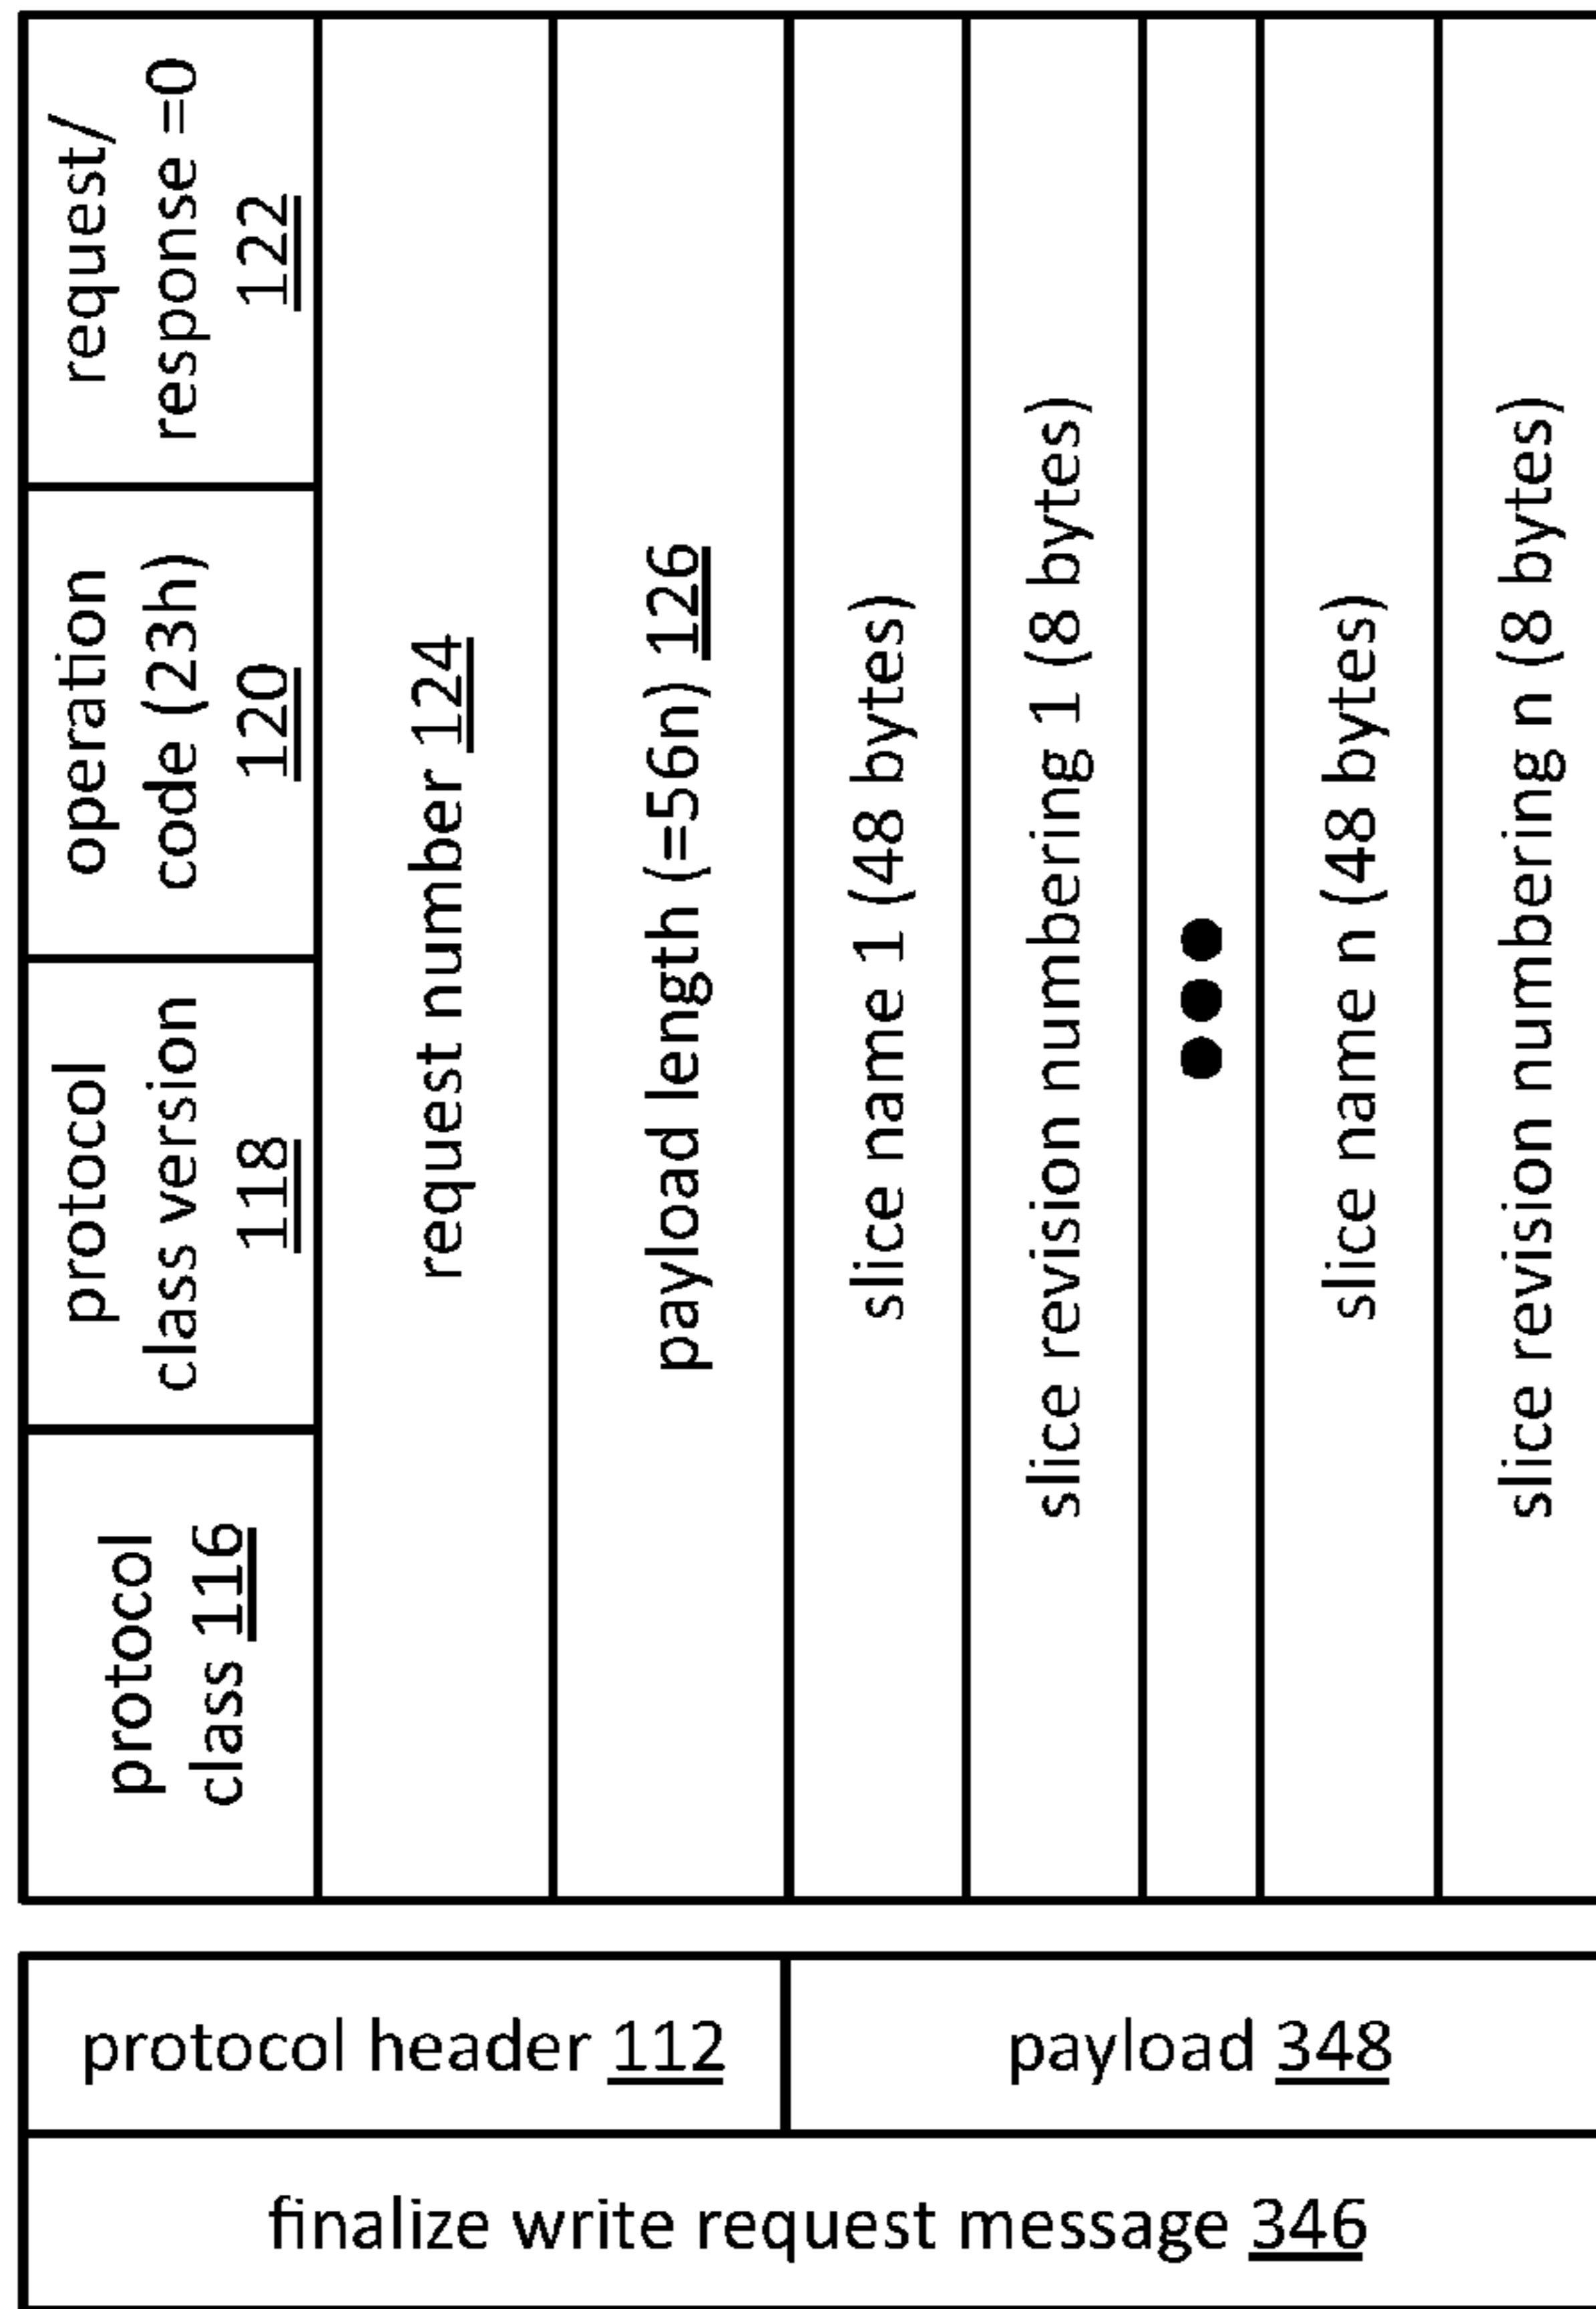 protocol
class 116
protocol
class version
118
operation
code (23h)
120
request/
response =0
122
request number 124
payload length (=56n) 126
slice name 1 (48 bytes)
slice revision numbering 1 (8 bytes)
●●●
slice name n (48 bytes)
slice revision numbering n (8 bytes)
protocol header 112
payload 348
finalize write request message 346